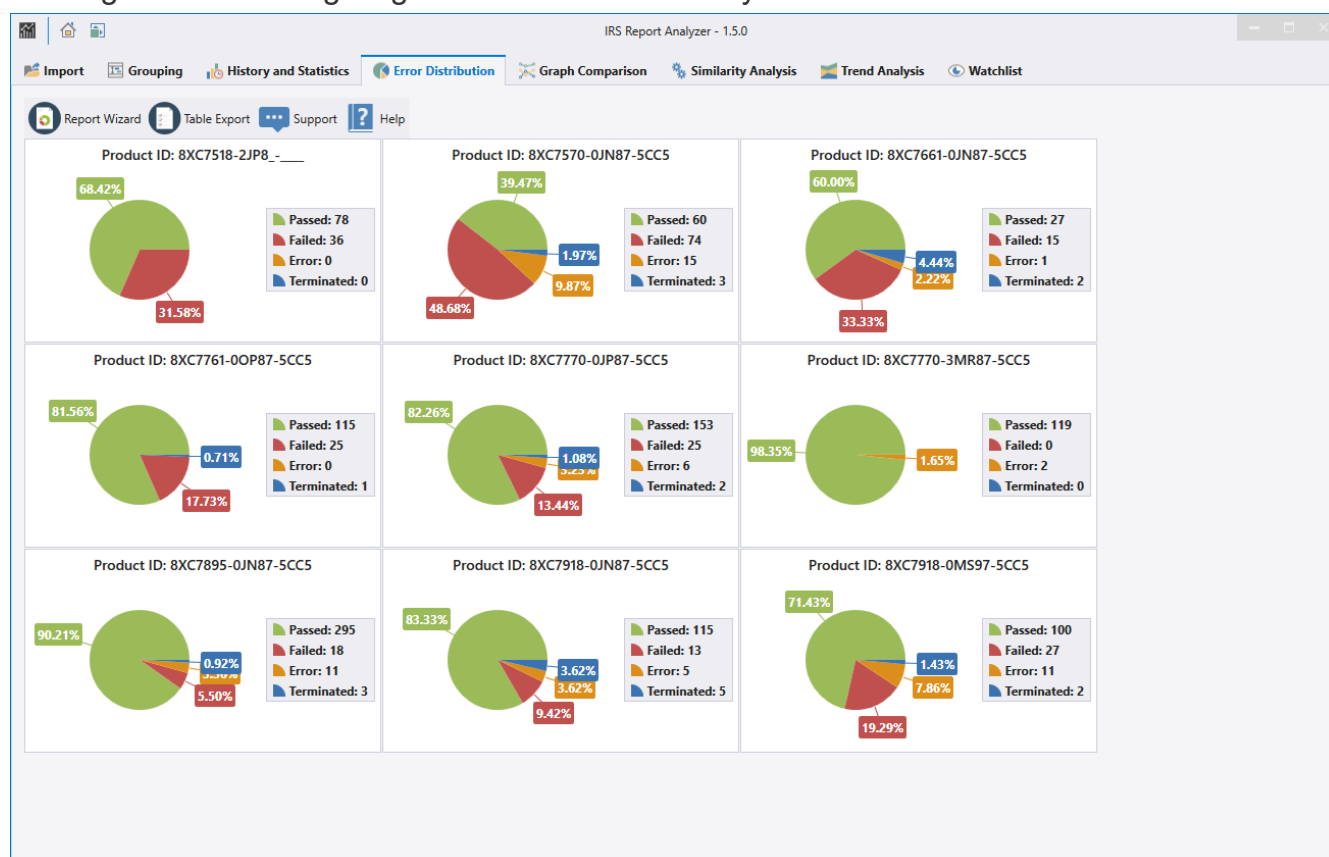 IRS Report Analyzer - 1.5.0
Import Grouping History and Statistics Error Distribution Graph Comparison Similarity Analysis Trend Analysis Watchlist
Report Wizard Table Export Support Help
Product ID: 8XC7518-2JP8_-___
68.42%
31.58%
Passed: 78
Failed: 36
Error: 0
Terminated: 0
Product ID: 8XC7570-0JN87-5CC5
39.47%
1.97%
9.87%
48.68%
Passed: 60
Failed: 74
Error: 15
Terminated: 3
Product ID: 8XC7661-0JN87-5CC5
60.00%
4.44%
2.22%
33.33%
Passed: 27
Failed: 15
Error: 1
Terminated: 2
Product ID: 8XC7761-0OP87-5CC5
81.56%
0.71%
17.73%
Passed: 115
Failed: 25
Error: 0
Terminated: 1
Product ID: 8XC7770-0JP87-5CC5
82.26%
1.08%
13.44%
Passed: 153
Failed: 25
Error: 6
Terminated: 2
Product ID: 8XC7770-3MR87-5CC5
98.35%
1.65%
Passed: 119
Failed: 0
Error: 2
Terminated: 0
Product ID: 8XC7895-0JN87-5CC5
90.21%
0.92%
5.50%
Passed: 295
Failed: 18
Error: 11
Terminated: 3
Product ID: 8XC7918-0JN87-5CC5
83.33%
3.62%
3.62%
9.42%
Passed: 115
Failed: 13
Error: 5
Terminated: 5
Product ID: 8XC7918-0MS97-5CC5
71.43%
1.43%
7.86%
19.29%
Passed: 100
Failed: 27
Error: 11
Terminated: 2